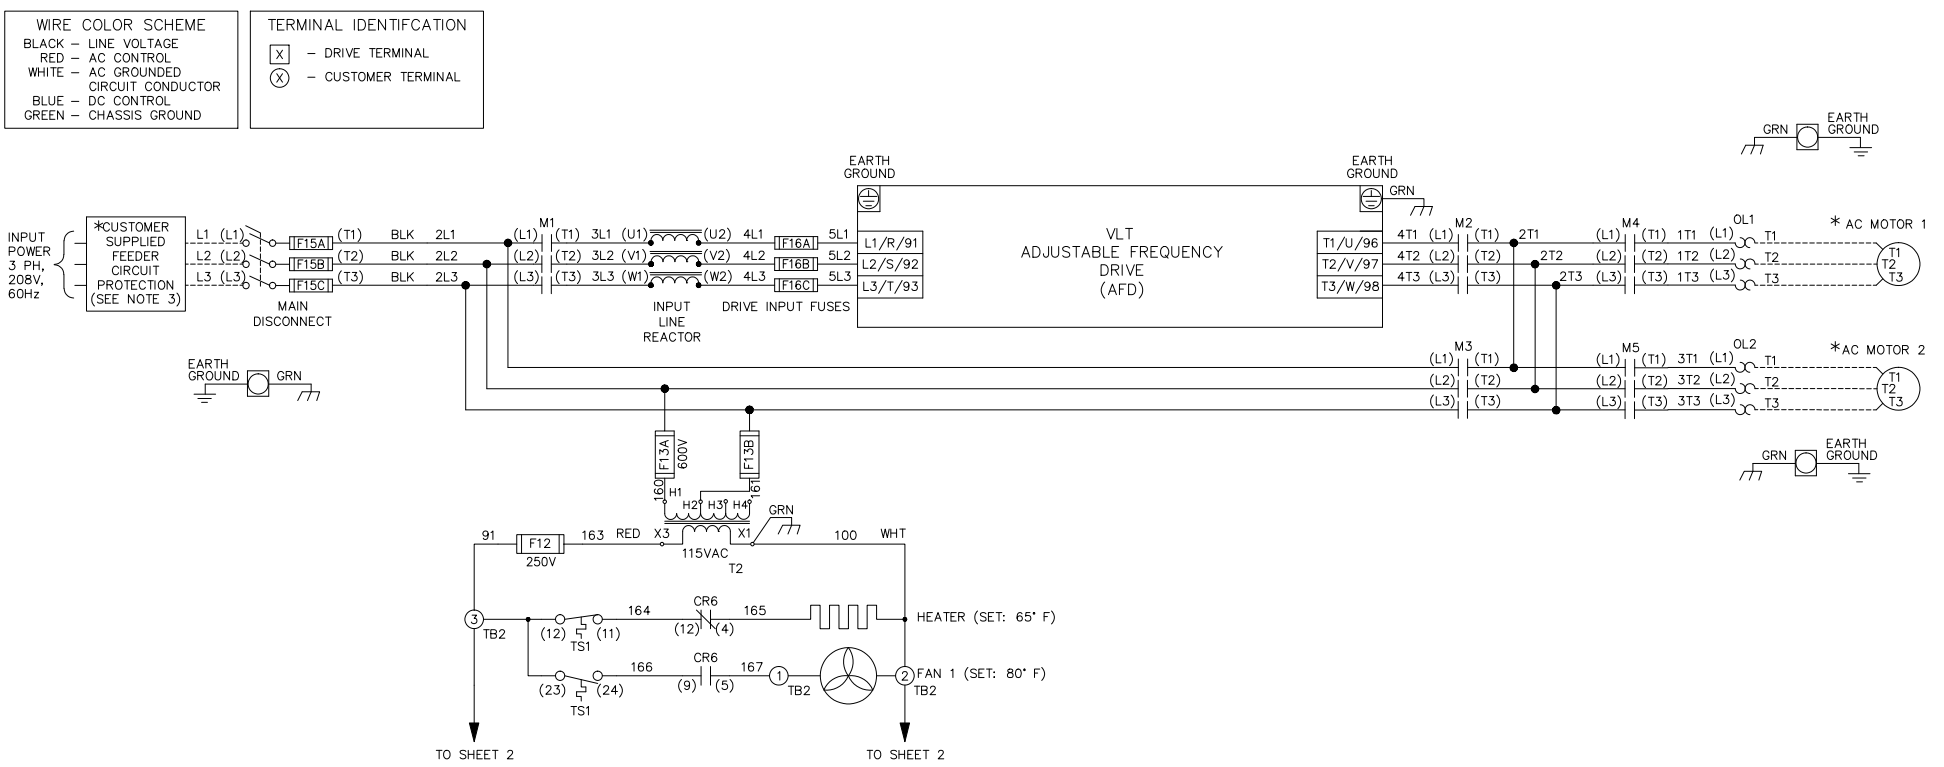 WIRE COLOR SCHEME
BLACK – LINE VOLTAGE
RED – AC CONTROL
WHITE – AC GROUNDED
CIRCUIT CONDUCTOR
BLUE – DC CONTROL
GREEN – CHASSIS GROUND
TERMINAL IDENTIFCATION
X – DRIVE TERMINAL
X – CUSTOMER TERMINAL
GRN
EARTH
GROUND
EARTH
GROUND
EARTH
GROUND
GRN
INPUT
POWER
3 PH,
208V,
60Hz
*CUSTOMER
SUPPLIED
FEEDER
CIRCUIT
PROTECTION
(SEE NOTE 3)
L1 (L1) F15A (T1) BLK 2L1 (L1) M1 (T1) 3L1 (U1) (U2) 4L1 F16A 5L1 L1/R/91
L2 (L2) F15B (T2) BLK 2L2 (L2) (T2) 3L2 (V1) (V2) 4L2 F16B 5L2 L2/S/92
L3 (L3) F15C (T3) BLK 2L3 (L3) (T3) 3L3 (W1) (W2) 4L3 F16C 5L3 L3/T/93
MAIN
DISCONNECT
INPUT
LINE
REACTOR
DRIVE INPUT FUSES
VLT
ADJUSTABLE FREQUENCY
DRIVE
(AFD)
T1/U/96 4T1 (L1) M2 (T1) 2T1 (L1) M4 (T1) 1T1 (L1) OL1 T1
T2/V/97 4T2 (L2) (T2) 2T2 (L2) (T2) 1T2 (L2) T2
T3/W/98 4T3 (L3) (T3) 2T3 (L3) (T3) 1T3 (L3) T3
* AC MOTOR 1
T1
T2
T3
EARTH
GROUND
GRN
M3
(L1) (T1) (L1) M5 (T1) 3T1 (L1) OL2 T1
(L2) (T2) (L2) (T2) 3T2 (L2) T2
(L3) (T3) (L3) (T3) 3T3 (L3) T3
*AC MOTOR 2
T1
T2
T3
GRN
EARTH
GROUND
F13A
600V
F13B
160
161
H1
H2 H3 H4
GRN
91 F12 163 RED X3 X1 100 WHT
250V
115VAC
T2
3
TB2
(12) (11) 164 CR6 165 HEATER (SET: 65° F)
TS1
(12) (4)
(23) (24) 166 CR6 167 1 2 FAN 1 (SET: 80° F)
TS1
(9) (5)
TB2
TB2
TO SHEET 2
TO SHEET 2